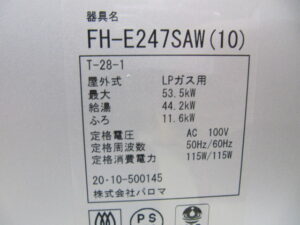 器具名
FH-E247SAW(10)
T-28-1
屋外式 LPガス用
最大 53.5kW
給湯 44.2kW
ふろ 11.6kW
定格電圧 AC 100V
定格周波数 50Hz/60Hz
定格消費電力 115W/115W
20・10-500145
株式会社パロマ
PS